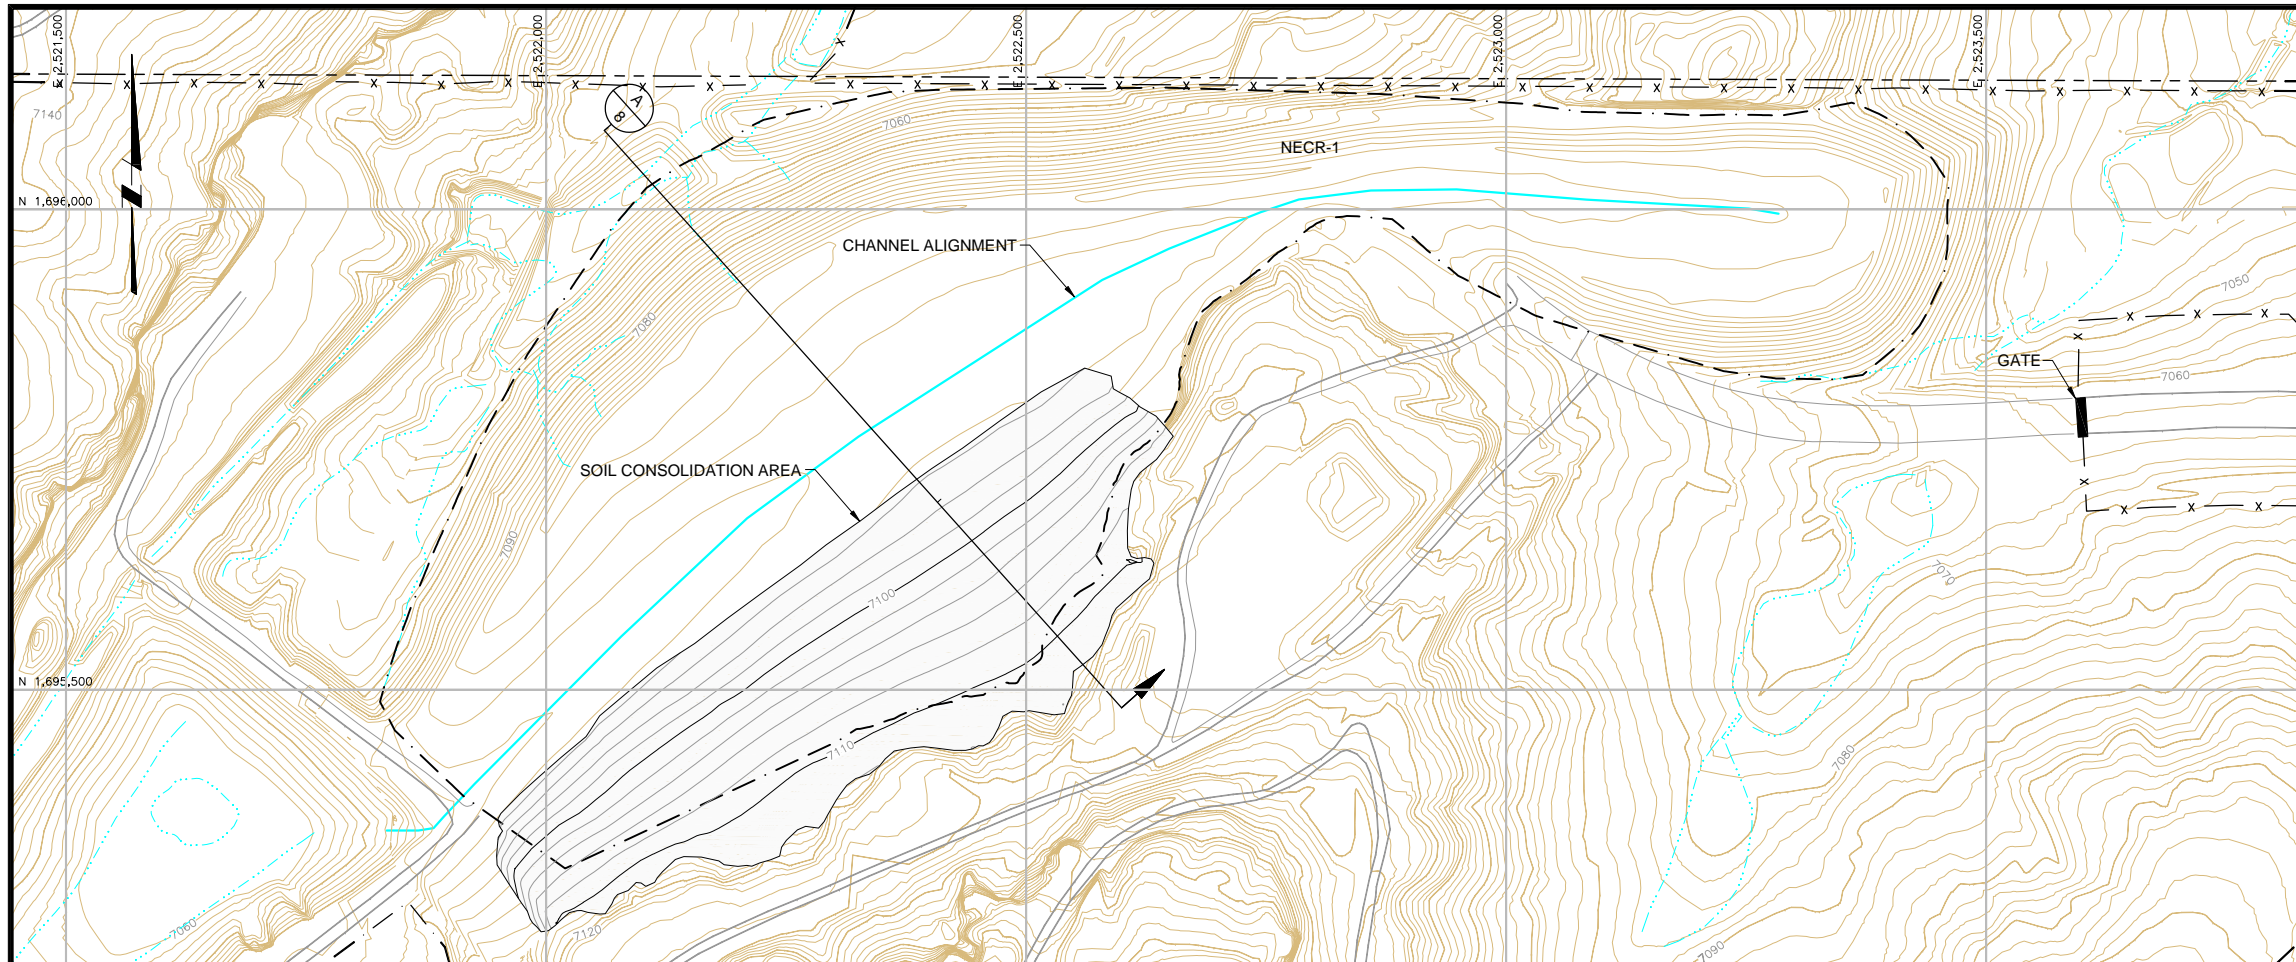 E 2,521,500
E 2,522,000
E 2,522,500
E 2,523,000
E 2,523,500
A
8
7140
7060
NECR-1
N 1,696,000
CHANNEL ALIGNMENT
7050
7080
GATE
7060
SOIL CONSOLIDATION AREA
7090
7100
7070
N 1,695,500
7110
7080
7060
7120
7090